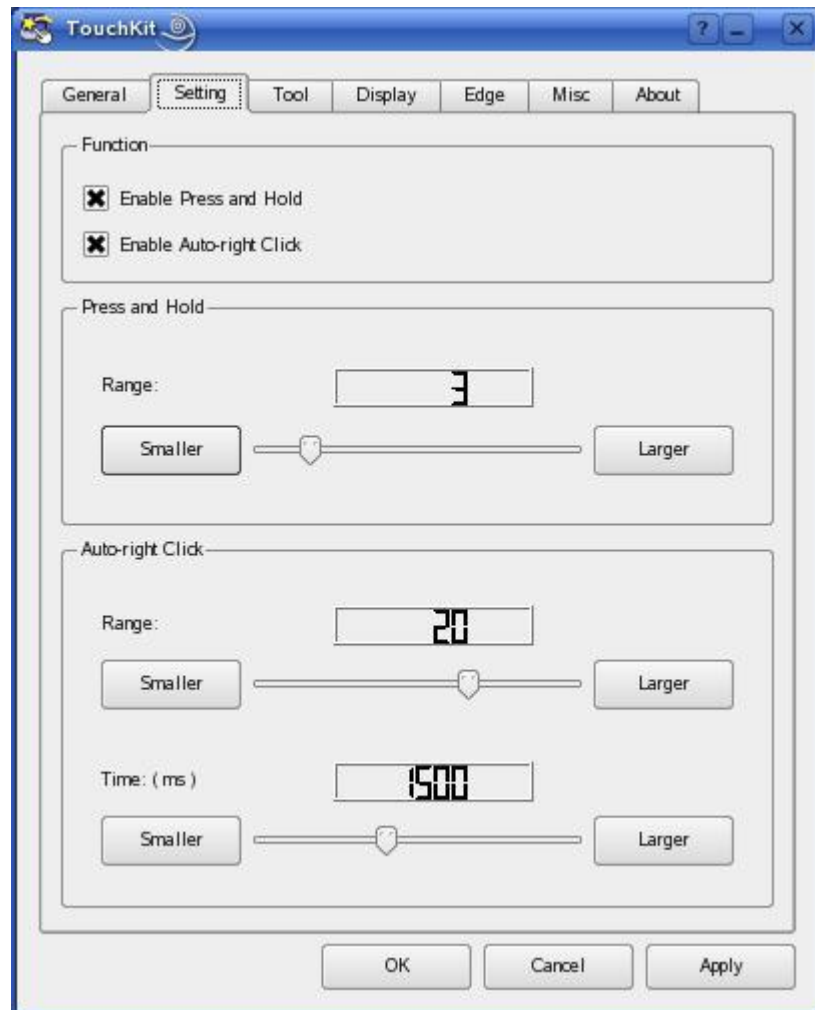 TouchKit
General Setting Tool Display Edge Misc About
Function
Enable Press and Hold
Enable Auto-right Click
Press and Hold
Range: 3
Smaller Larger
Auto-right Click
Range: 20
Smaller Larger
Time: ( ms ) 1500
Smaller Larger
OK Cancel Apply